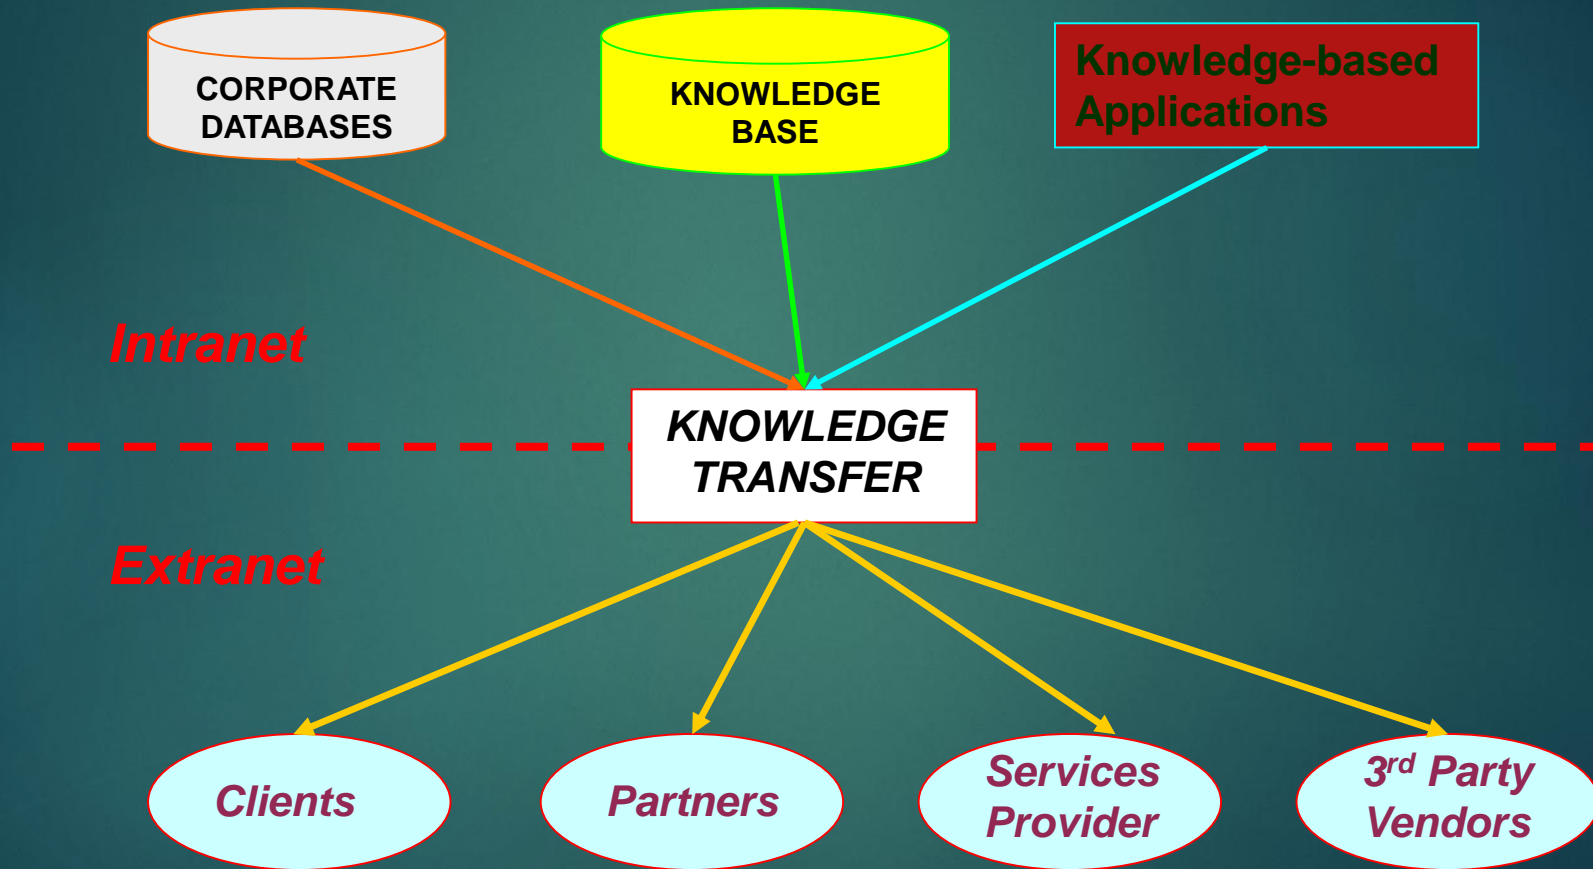 CORPORATE
DATABASES
KNOWLEDGE
BASE
Knowledge-based
Applications
Intranet
KNOWLEDGE
TRANSFER
Extranet
Clients
Partners
Services
Provider
3rd Party
Vendors